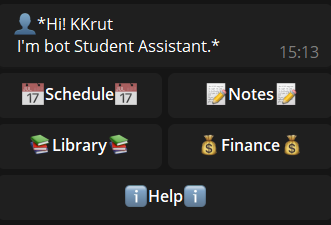 👤*Hi! KKrut
I'm bot Student Assistant.*
15:13
📅Schedule📅
📝Notes📝
📚Library📚
💰Finance💰
ℹ️Help ℹ️